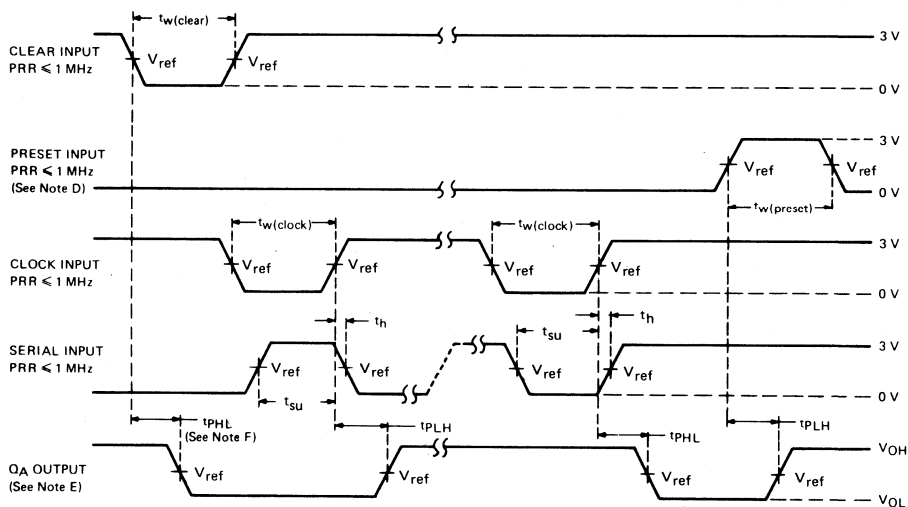 tw(clear)
CLEAR INPUT
PRR ≤ 1 MHz
Vref
Vref
3 V
0 V
PRESET INPUT
PRR ≤ 1 MHz
(See Note D)
Vref
Vref
3 V
0 V
tw(preset)
tw(clock)
tw(clock)
CLOCK INPUT
PRR ≤ 1 MHz
Vref
Vref
Vref
Vref
3 V
0 V
th
tsu
th
SERIAL INPUT
PRR ≤ 1 MHz
Vref
Vref
Vref
Vref
3 V
0 V
tsu
tPHL
(See Note F)
tPLH
tPHL
tPLH
QA OUTPUT
(See Note E)
Vref
Vref
Vref
Vref
VOH
VOL